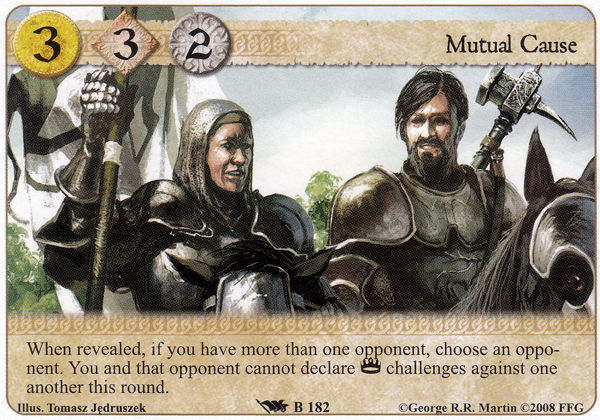 3 3 2 Mutual Cause
When revealed, if you have more than one opponent, choose an oppo-
nent. You and that opponent cannot declare challenges against one
another this round.
Illus. Tomasz Jędruszek B 182 ©George R.R. Martin ©2008 FFG